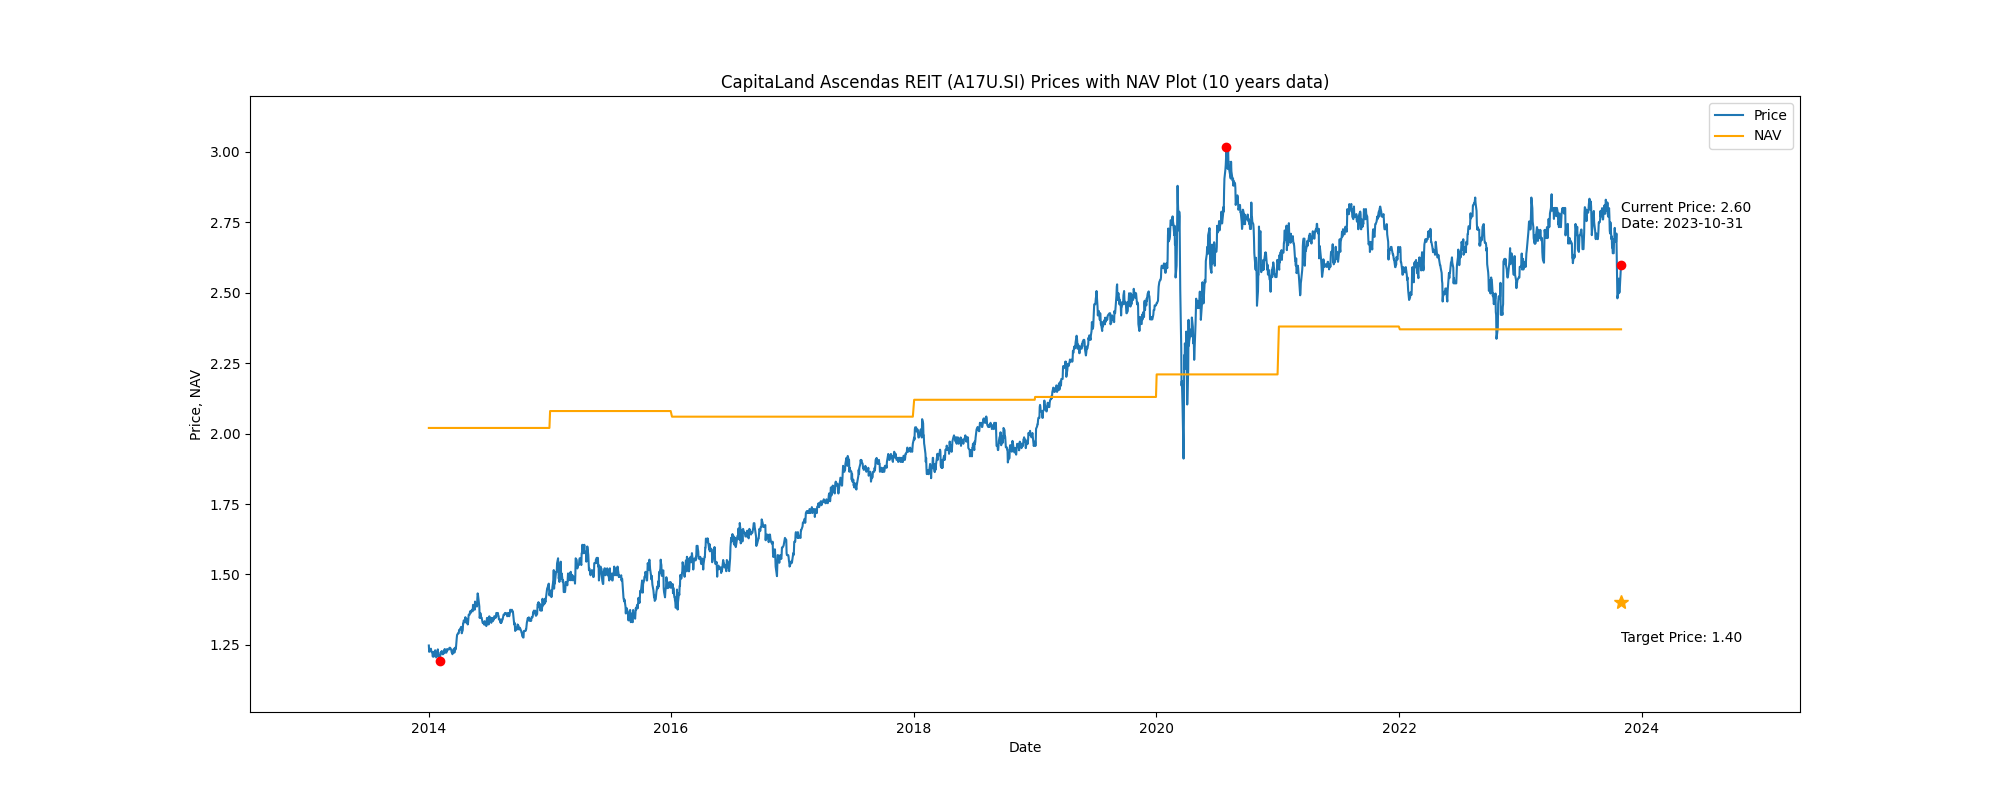 CapitaLand Ascendas REIT (A17U.SI) Prices with NAV Plot (10 years data)
Price
NAV
3.00
2.75
2.50
2.25
2.00
1.75
1.50
1.25
Price, NAV
Current Price: 2.60
Date: 2023-10-31
Target Price: 1.40
2014
2016
2018
2020
2022
2024
Date